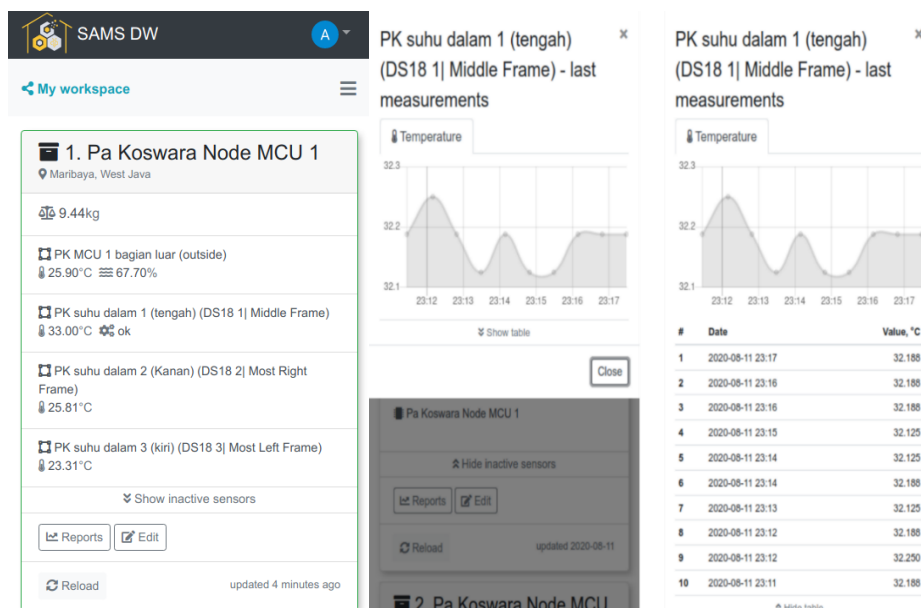 SAMS DW
A
My workspace
1. Pa Koswara Node MCU 1
Maribaya, West Java
9.44kg
PK MCU 1 bagian luar (outside)
25.90°C 67.70%
PK suhu dalam 1 (tengah) (DS18 1| Middle Frame)
33.00°C ok
PK suhu dalam 2 (Kanan) (DS18 2| Most Right
Frame)
25.81°C
PK suhu dalam 3 (kiri) (DS18 3| Most Left Frame)
23.31°C
Show inactive sensors
Reports Edit
Reload updated 4 minutes ago
PK suhu dalam 1 (tengah) x
(DS18 1| Middle Frame) - last
measurements
Temperature
32.3
32.2
32.1
23:12 23:13 23:14 23:15 23:16 23:17
Show table
Close
Pa Koswara Node MCU 1
Hide inactive sensors
Reports Edit
Reload updated 2020-08-11
2. Pa Koswara Node MCU
PK suhu dalam 1 (tengah) x
(DS18 1| Middle Frame) - last
measurements
Temperature
32.3
32.2
32.1
23:12 23:13 23:14 23:15 23:16 23:17
# Date Value, °C
1 2020-08-11 23:17 32.188
2 2020-08-11 23:16 32.188
3 2020-08-11 23:16 32.188
4 2020-08-11 23:15 32.125
5 2020-08-11 23:14 32.125
6 2020-08-11 23:14 32.188
7 2020-08-11 23:13 32.125
8 2020-08-11 23:12 32.188
9 2020-08-11 23:12 32.250
10 2020-08-11 23:11 32.188
Hide table